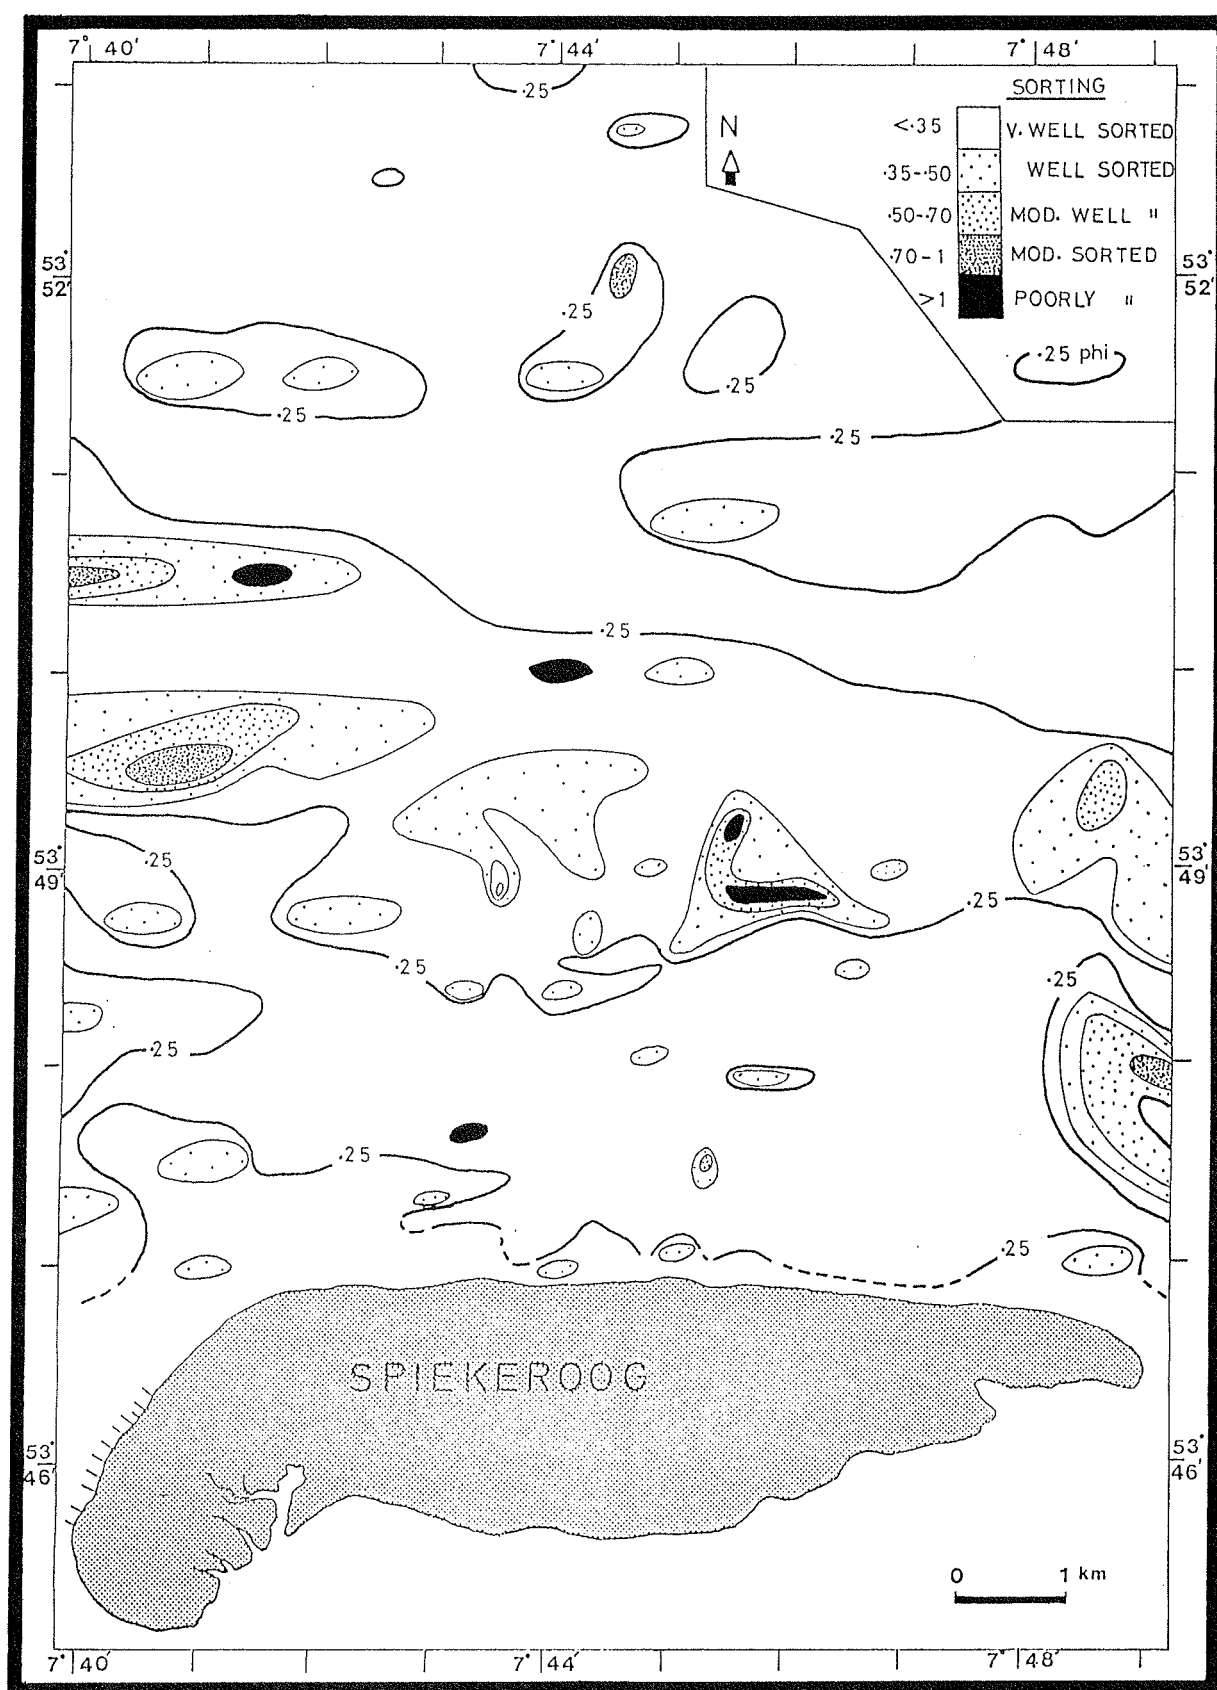 7° 40′ 7° 44′ 7° 48′
·25
SORTING
<·35 V. WELL SORTED
N
·35-·50 WELL SORTED
·50-·70 MOD. WELL "
·70-1 MOD. SORTED
>1 POORLY "
53° 52′
53° 52′
·25
·25 phi
·25
·25
·25
·25
·25
53° 49′
53° 49′
·25
·25
·25
·25
·25
·25
·25
SPIEKEROOG
53° 46′
53° 46′
0 1 km
7° 40′ 7° 44′ 7° 48′